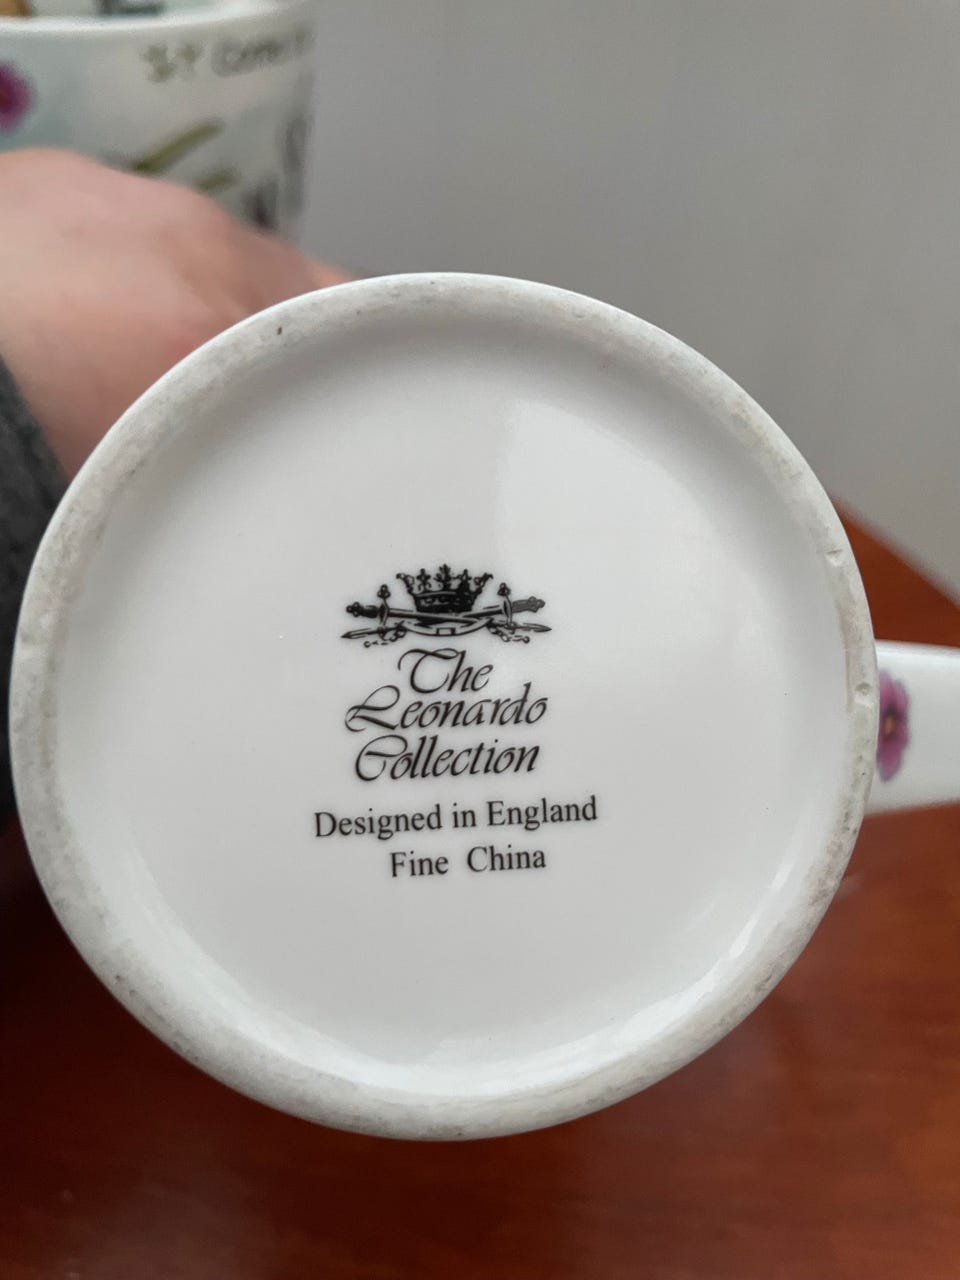 The
Leonardo
Collection
Designed in England
Fine China